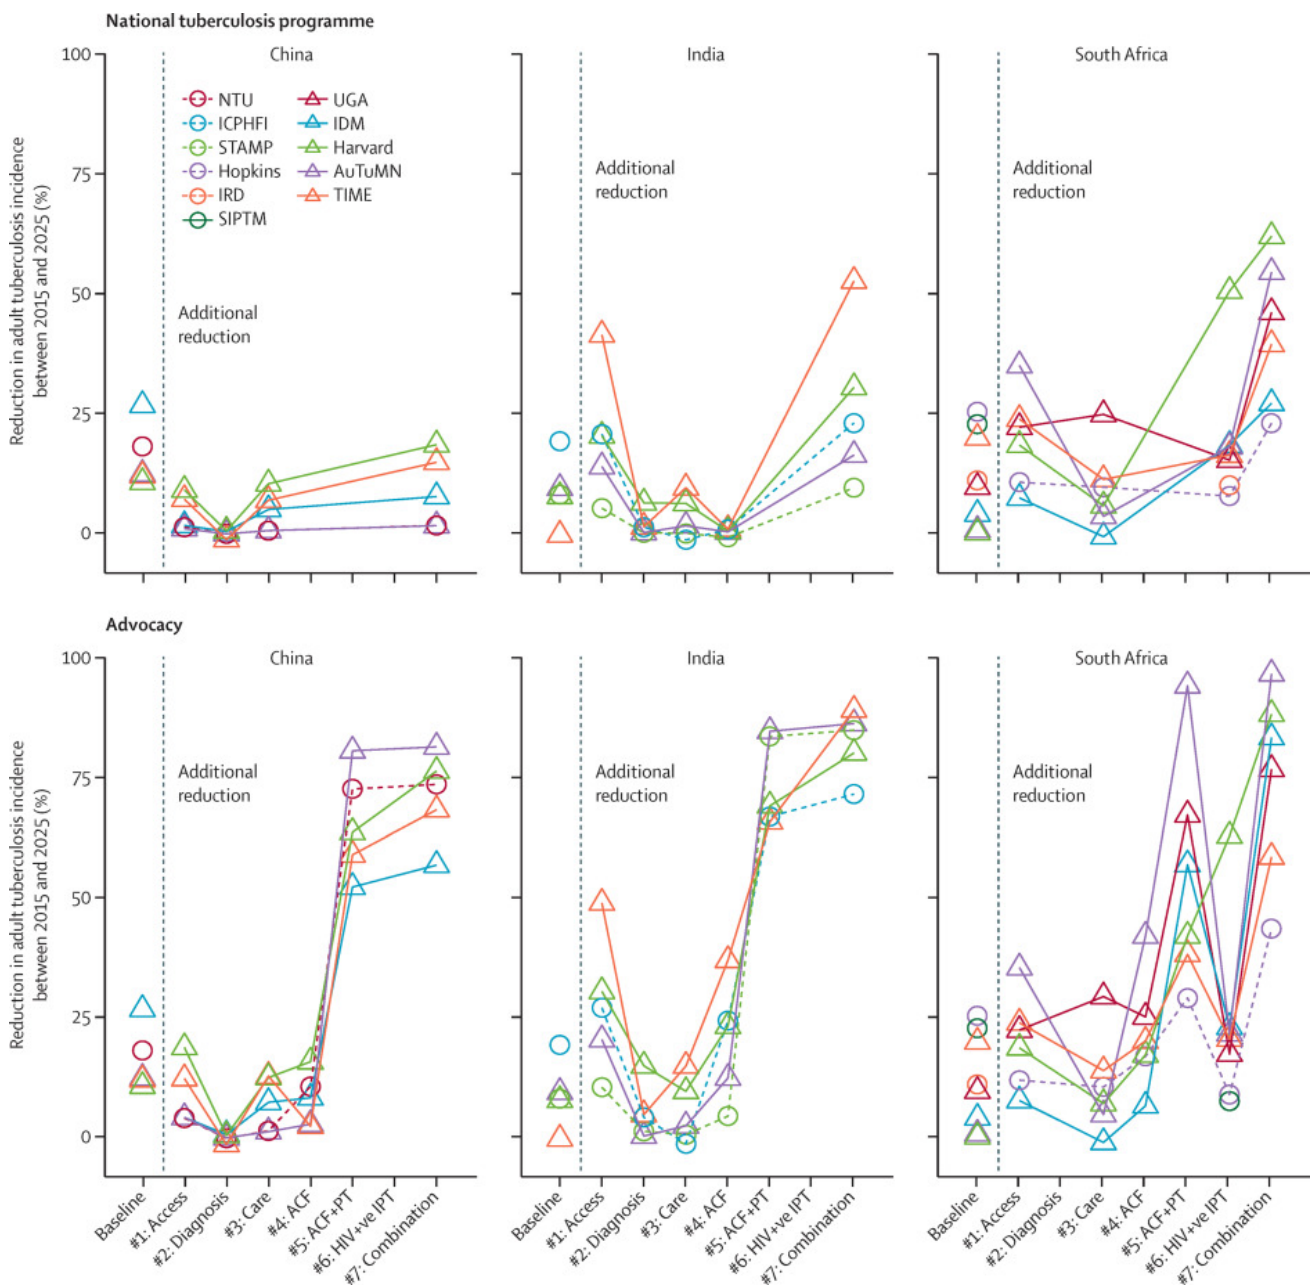 National tuberculosis programme
China
India
South Africa
100
75
50
25
0
Reduction in adult tuberculosis incidence
between 2015 and 2025 (%)
NTU
UGA
ICPHFI
IDM
STAMP
Harvard
Hopkins
AuTuMN
IRD
TIME
SIPTM
Additional
reduction
Additional
reduction
Additional
reduction
Advocacy
China
India
South Africa
100
75
50
25
0
Reduction in adult tuberculosis incidence
between 2015 and 2025 (%)
Additional
reduction
Additional
reduction
Additional
reduction
Baseline
#1: Access
#2: Diagnosis
#3: Care
#4: ACF
#5: ACF+PT
#6: HIV+ve IPT
#7: Combination
Baseline
#1: Access
#2: Diagnosis
#3: Care
#4: ACF
#5: ACF+PT
#6: HIV+ve IPT
#7: Combination
Baseline
#1: Access
#2: Diagnosis
#3: Care
#4: ACF
#5: ACF+PT
#6: HIV+ve IPT
#7: Combination